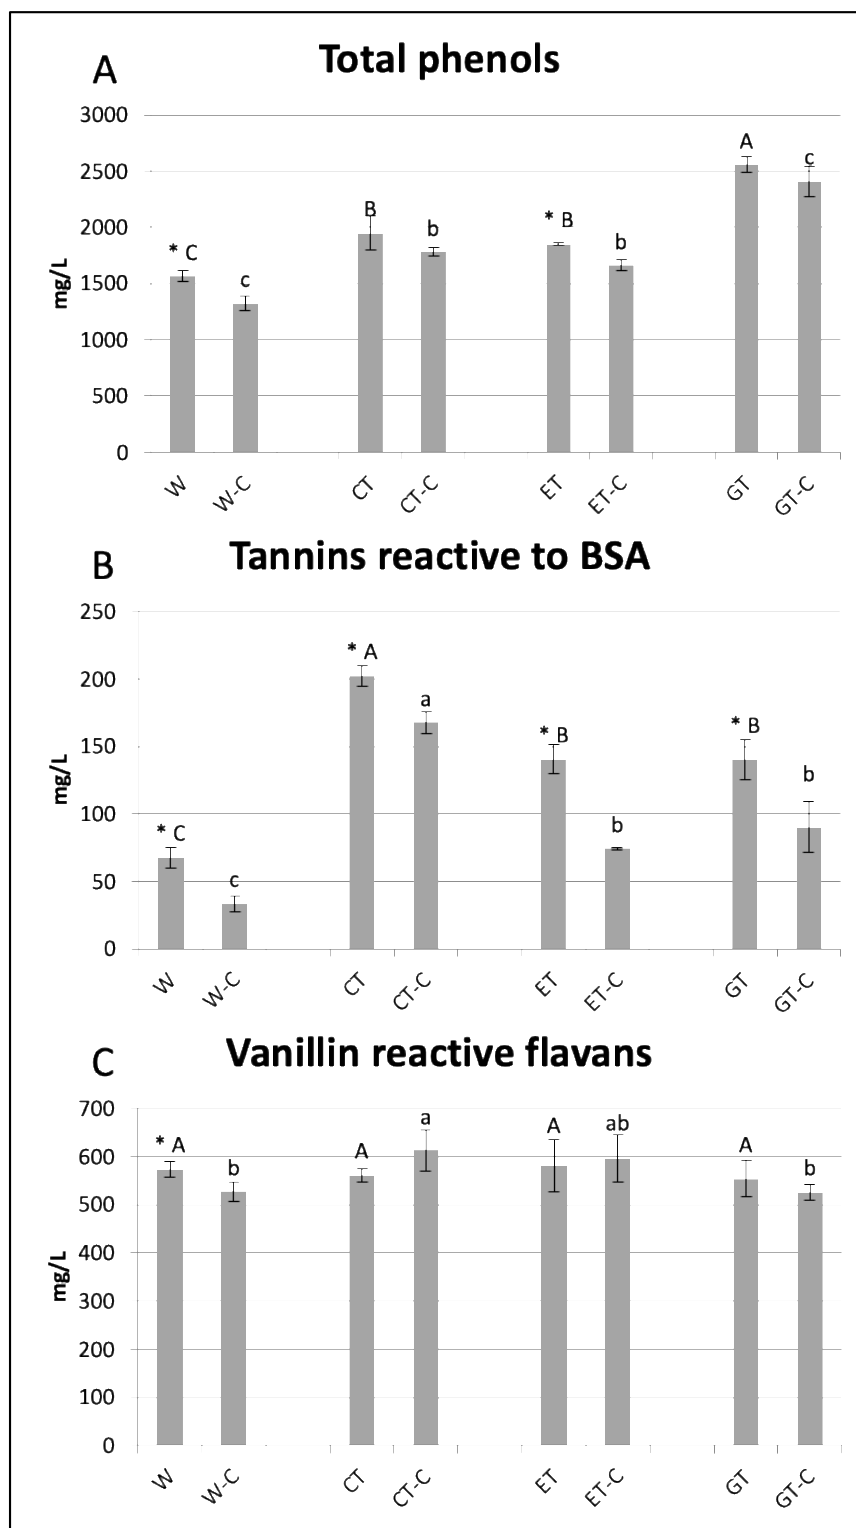 A
Total phenols
3000
2500
2000
1500
1000
500
0
mg/L
* C
c
B
b
* B
b
A
c
W
W-C
CT
CT-C
ET
ET-C
GT
GT-C
B
Tannins reactive to BSA
250
200
150
100
50
0
mg/L
* C
c
* A
a
* B
b
* B
b
W
W-C
CT
CT-C
ET
ET-C
GT
GT-C
C
Vanillin reactive flavans
700
600
500
400
300
200
100
0
mg/L
* A
b
A
a
A
ab
A
b
W
W-C
CT
CT-C
ET
ET-C
GT
GT-C